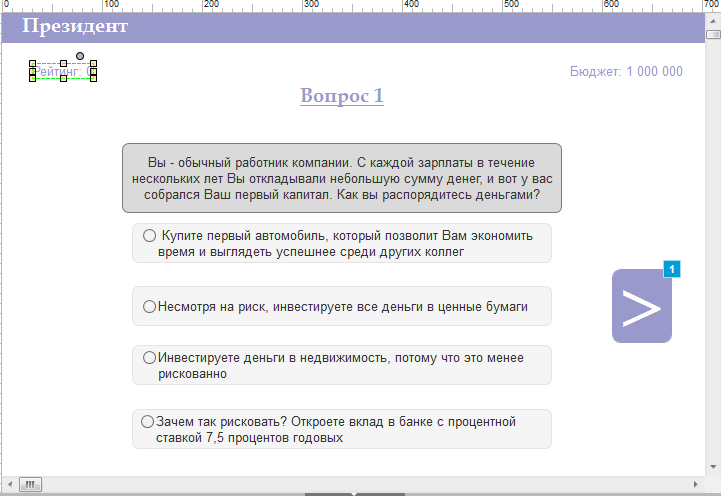 0 100 200 300 400 500 600 700
Президент
Рейтинг: 0
Бюджет: 1 000 000
Вопрос 1
Вы - обычный работник компании. С каждой зарплаты в течение
нескольких лет Вы откладывали небольшую сумму денег, и вот у вас
собрался Ваш первый капитал. Как вы распорядитесь деньгами?
Купите первый автомобиль, который позволит Вам экономить
время и выглядеть успешнее среди других коллег
Несмотря на риск, инвестируете все деньги в ценные бумаги
1
>
Инвестируете деньги в недвижимость, потому что это менее
рискованно
Зачем так рисковать? Откроете вклад в банке с процентной
ставкой 7,5 процентов годовых